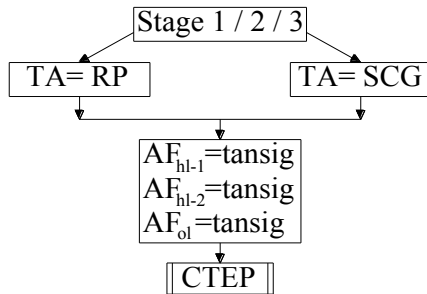 Stage 1 / 2 / 3
TA= RP
TA= SCG
AF_hl-1=tansig
AF_hl-2=tansig
AF_ol=tansig
CTEP